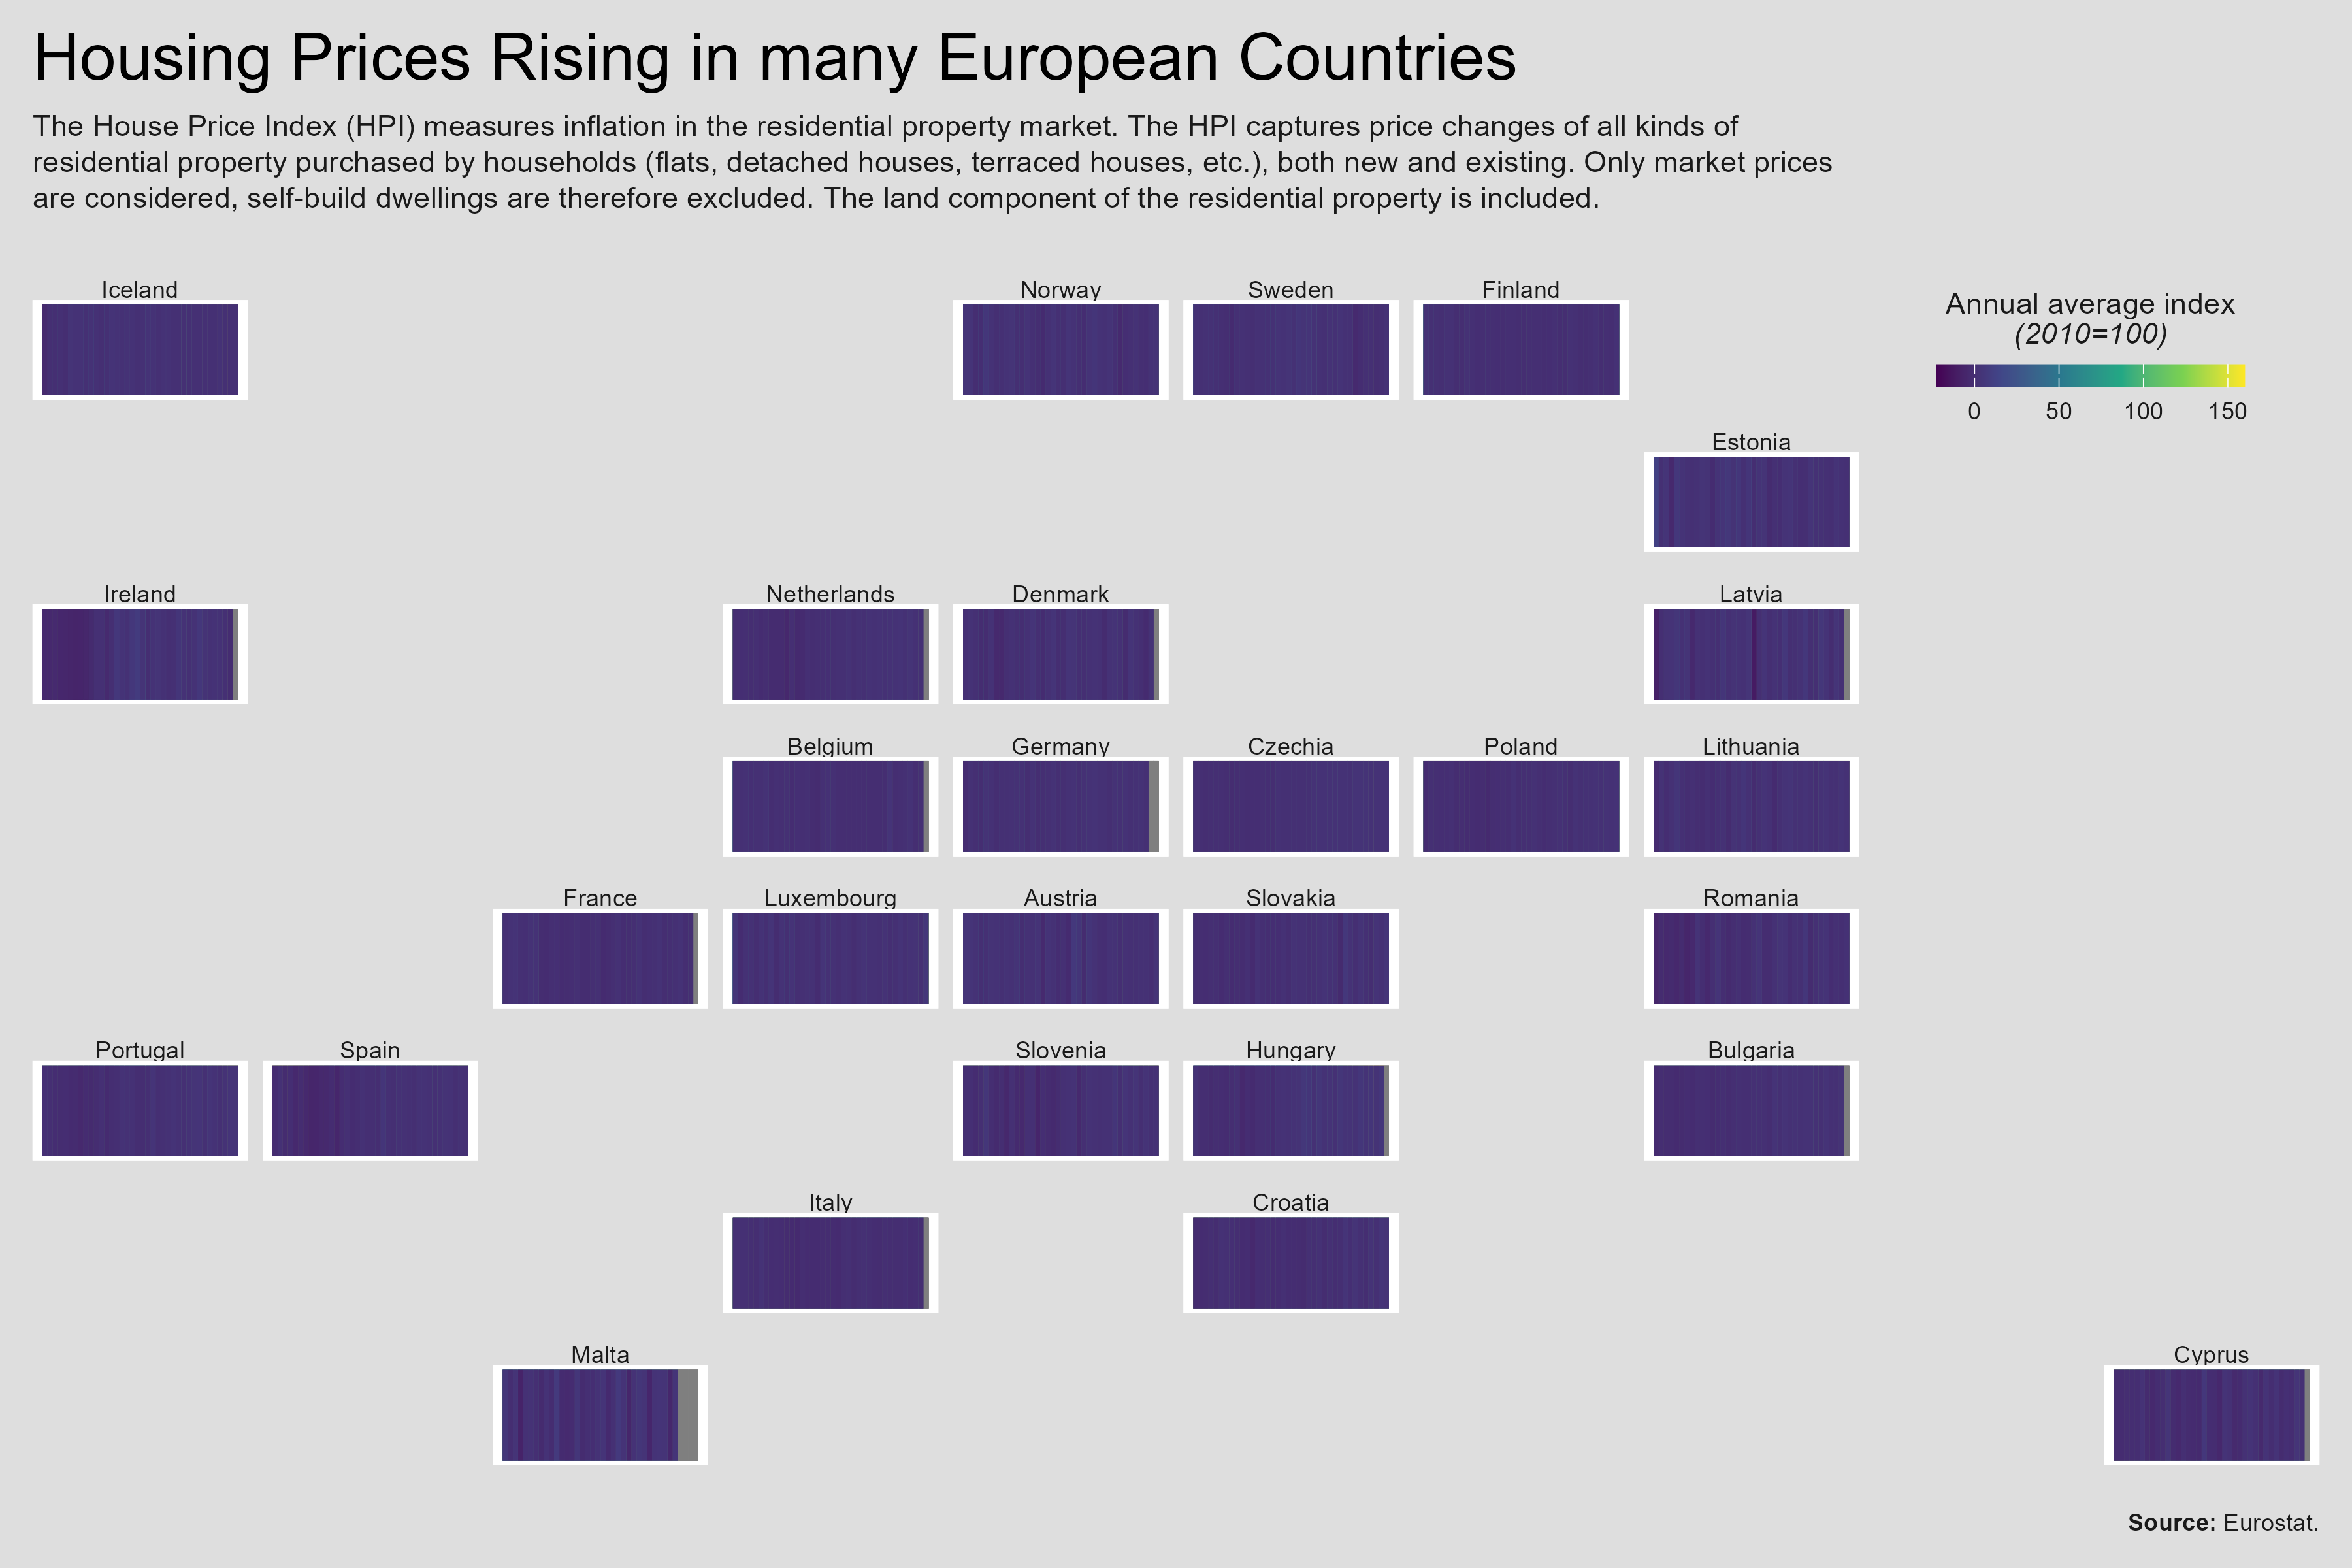 Housing Prices Rising in many European Countries
The House Price Index (HPI) measures inflation in the residential property market. The HPI captures price changes of all kinds of
residential property purchased by households (flats, detached houses, terraced houses, etc.), both new and existing. Only market prices
are considered, self-build dwellings are therefore excluded. The land component of the residential property is included.
Iceland
Norway
Sweden
Finland
Annual average index
(2010=100)
0 50 100 150
Estonia
Ireland
Netherlands
Denmark
Latvia
Belgium
Germany
Czechia
Poland
Lithuania
France
Luxembourg
Austria
Slovakia
Romania
Portugal
Spain
Slovenia
Hungary
Bulgaria
Italy
Croatia
Malta
Cyprus
Source: Eurostat.